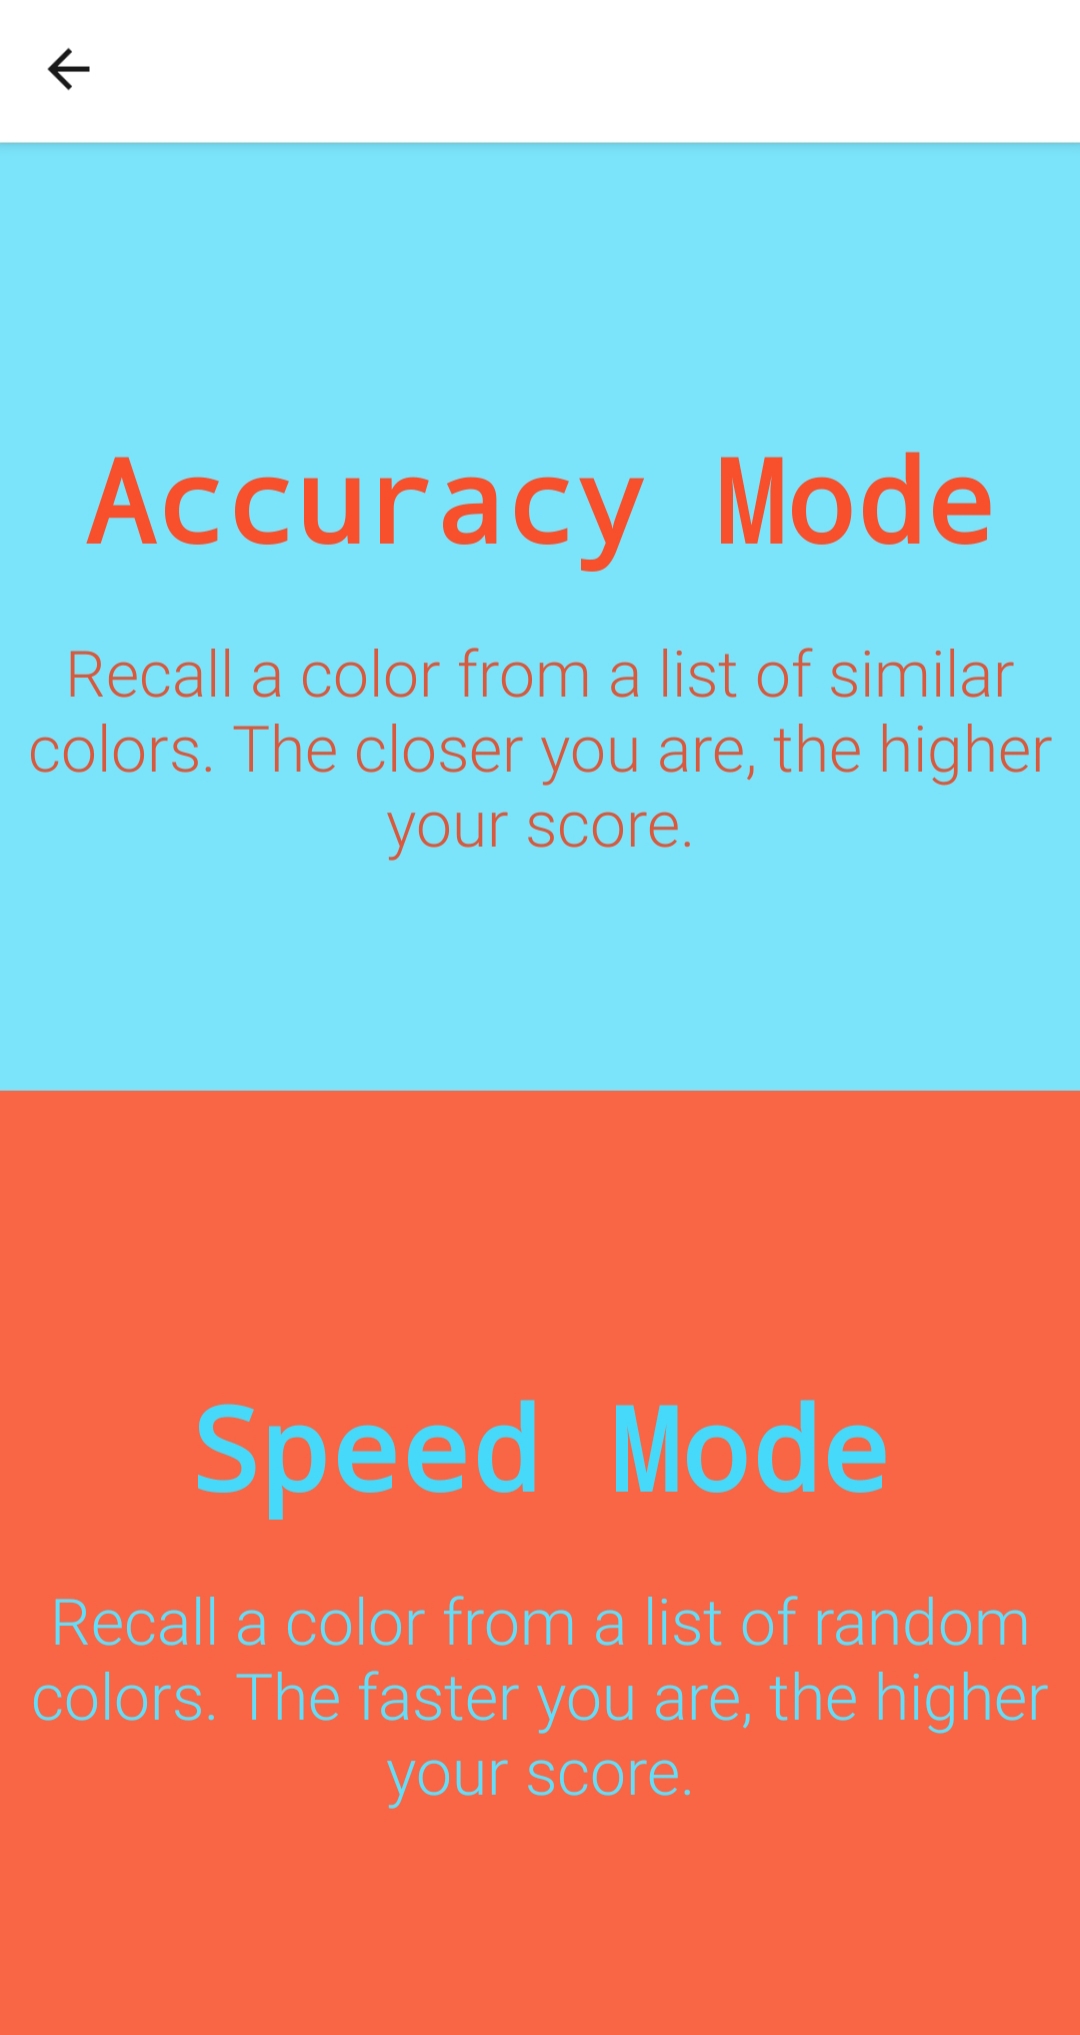 Accuracy Mode
Recall a color from a list of similar
colors. The closer you are, the higher
your score.
Speed Mode
Recall a color from a list of random
colors. The faster you are, the higher
your score.